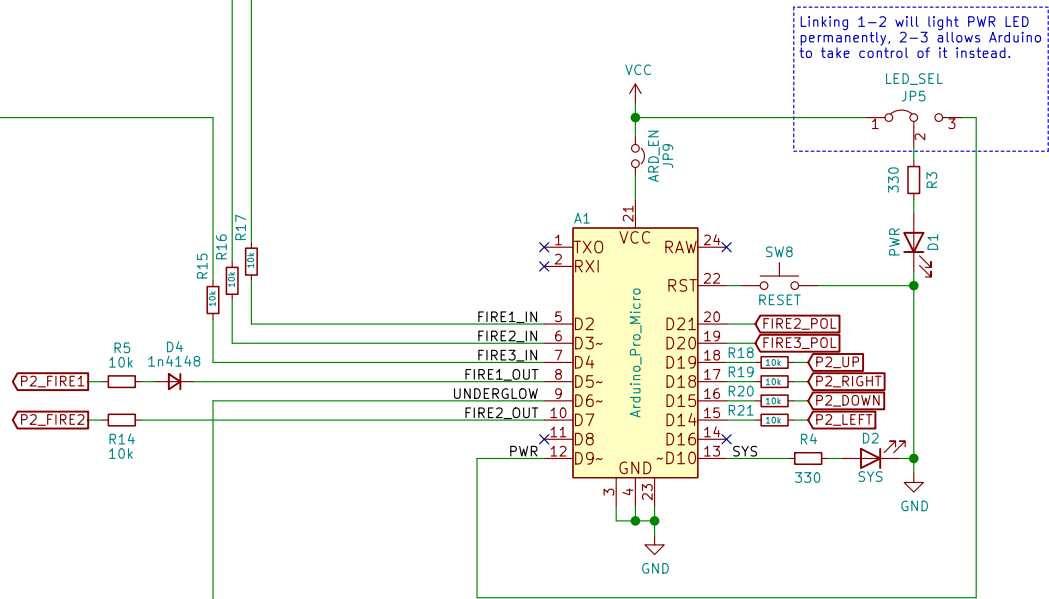 Linking 1-2 will light PWR LED
permanently, 2-3 allows Arduino
to take control of it instead.
LED_SEL
JP5
1
2
3
VCC
ARD_EN
JP9
21
330
R3
PWR
D1
A1
VCC
1
TXO
RAW
24
2
RXI
RST
22
SW8
RESET
R15
10k
R16
10k
R17
10k
Arduino_Pro_Micro
FIRE1_IN
5
D2
D21
20
FIRE2_POL
FIRE2_IN
6
D3~
D20
19
FIRE3_POL
FIRE3_IN
7
D4
D19
18
R18
10k
P2_UP
P2_FIRE1
R5
10k
D4
1n4148
FIRE1_OUT
8
D5~
D18
17
R19
10k
P2_RIGHT
UNDERGLOW
9
D6~
D15
16
R20
10k
P2_DOWN
P2_FIRE2
R14
10k
FIRE2_OUT
10
D7
D14
15
R21
10k
P2_LEFT
11
D8
D16
14
PWR
12
D9~
~D10
13
SYS
R4
330
D2
SYS
GND
GND
3
4
23
GND